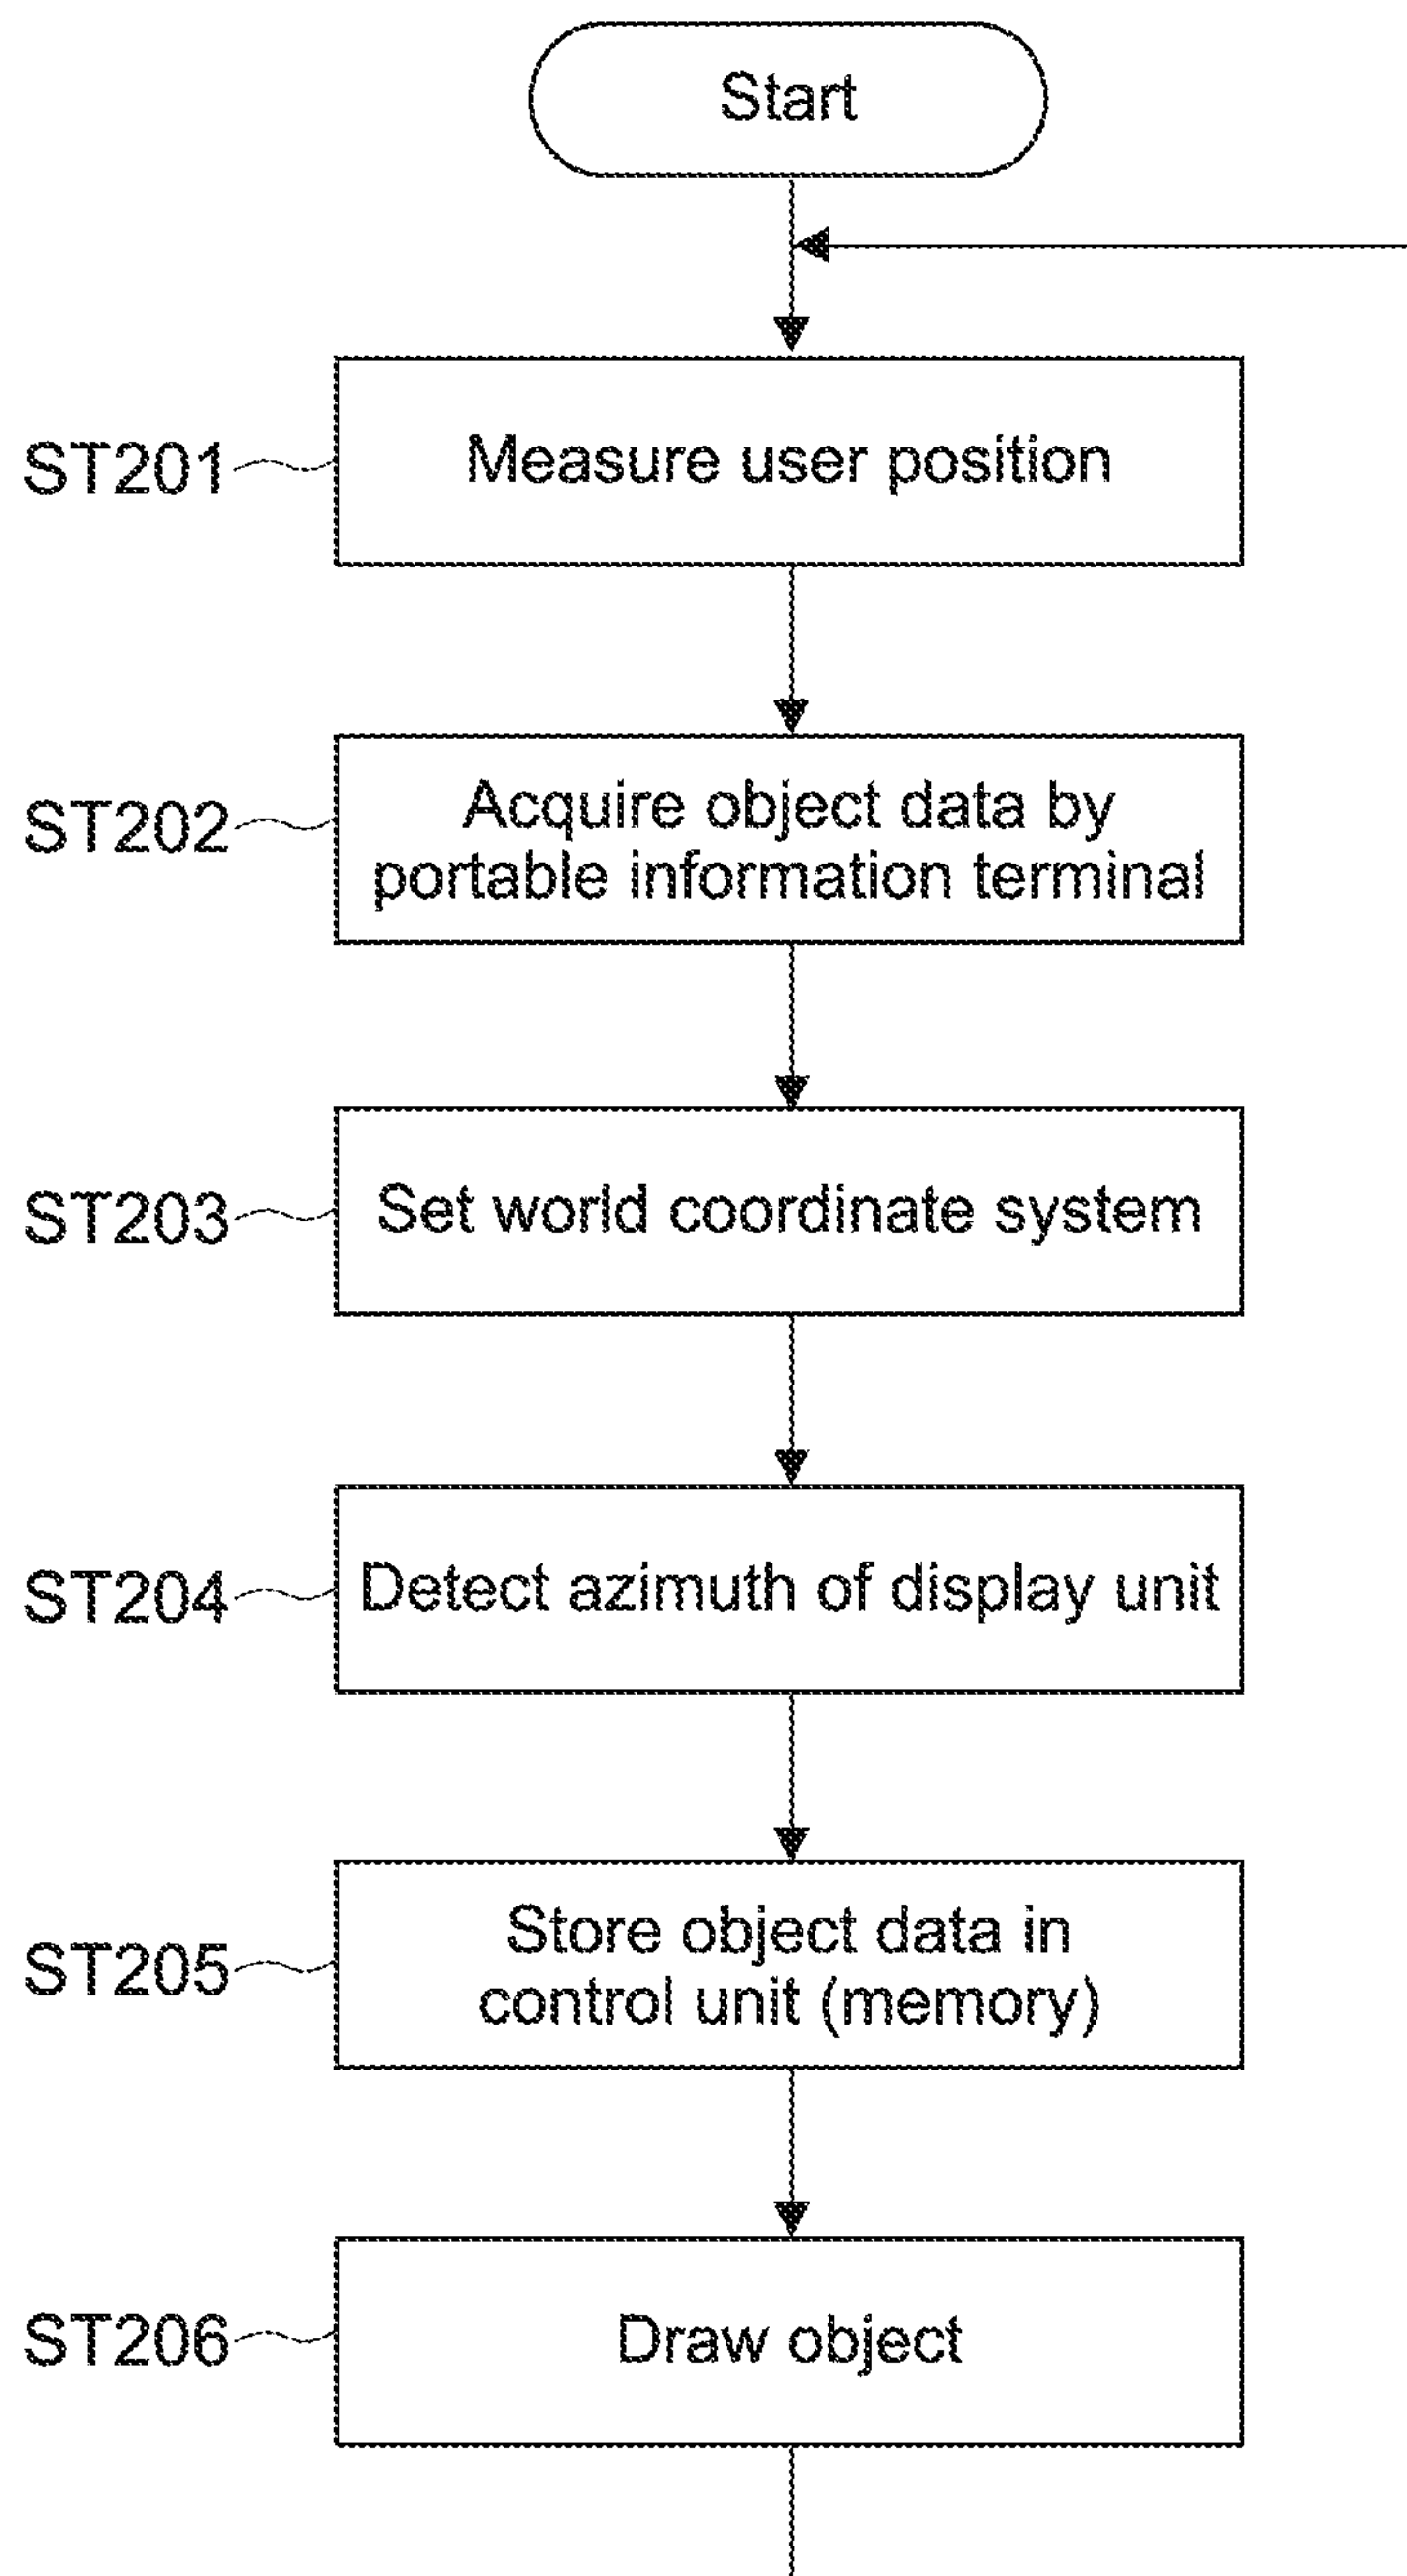 Start
ST201
Measure user position
ST202
Acquire object data by
portable information terminal
ST203
Set world coordinate system
ST204
Detect azimuth of display unit
ST205
Store object data in
control unit (memory)
ST206
Draw object